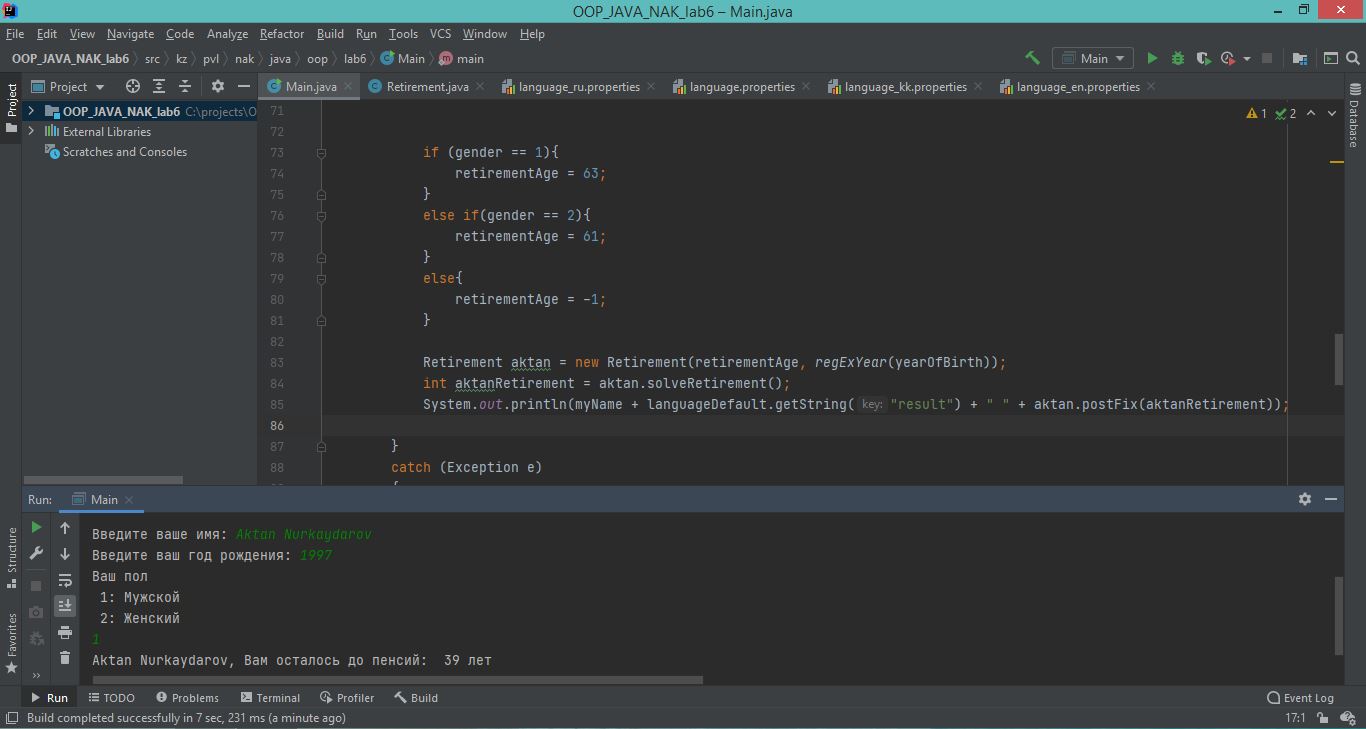 OOP_JAVA_NAK_lab6 – Main.java
File Edit View Navigate Code Analyze Refactor Build Run Tools VCS Window Help
OOP_JAVA_NAK_lab6 src kz pvl nak java oop lab6 Main main
Main
Project
Main.java Retirement.java language_ru.properties language.properties language_kk.properties language_en.properties
Project
Database
OOP_JAVA_NAK_lab6 C:\projects\O
External Libraries
Scratches and Consoles
1 2
71
72
73 if (gender == 1){
74 retirementAge = 63;
75 }
76 else if(gender == 2){
77 retirementAge = 61;
78 }
79 else{
80 retirementAge = -1;
81 }
82
83 Retirement aktan = new Retirement(retirementAge, regExYear(yearOfBirth));
84 int aktanRetirement = aktan.solveRetirement();
85 System.out.println(myName + languageDefault.getString( key: "result") + " " + aktan.postFix(aktanRetirement));
86
87 }
88 catch (Exception e)
{
Run: Main
Structure
Favorites
Введите ваше имя: Aktan Nurkaydarov
Введите ваш год рождения: 1997
Ваш пол
1: Мужской
2: Женский
1
Aktan Nurkaydarov, Вам осталось до пенсий: 39 лет
Run TODO Problems Terminal Profiler Build Event Log
Build completed successfully in 7 sec, 231 ms (a minute ago) 17:1